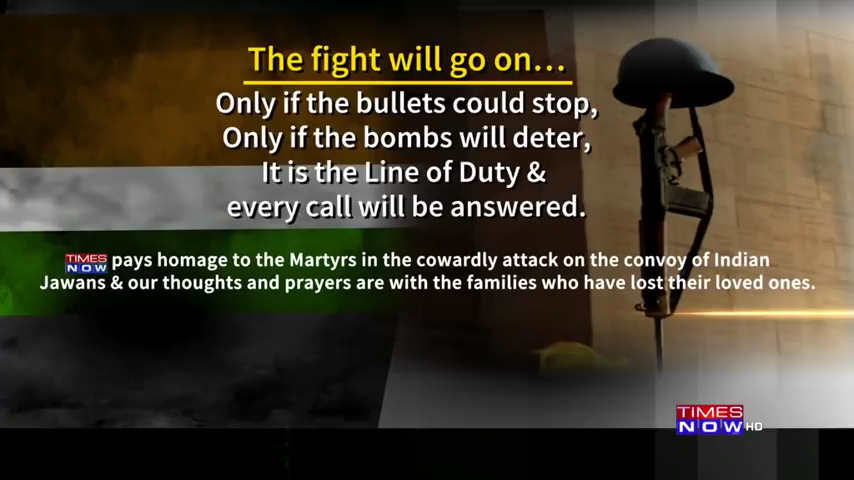 The fight will go on...
Only if the bullets could stop,
Only if the bombs will deter,
It is the Line of Duty &
every call will be answered.
TIMES NOW pays homage to the Martyrs in the cowardly attack on the convoy of Indian
Jawans & our thoughts and prayers are with the families who have lost their loved ones.
TIMES
NOW HD